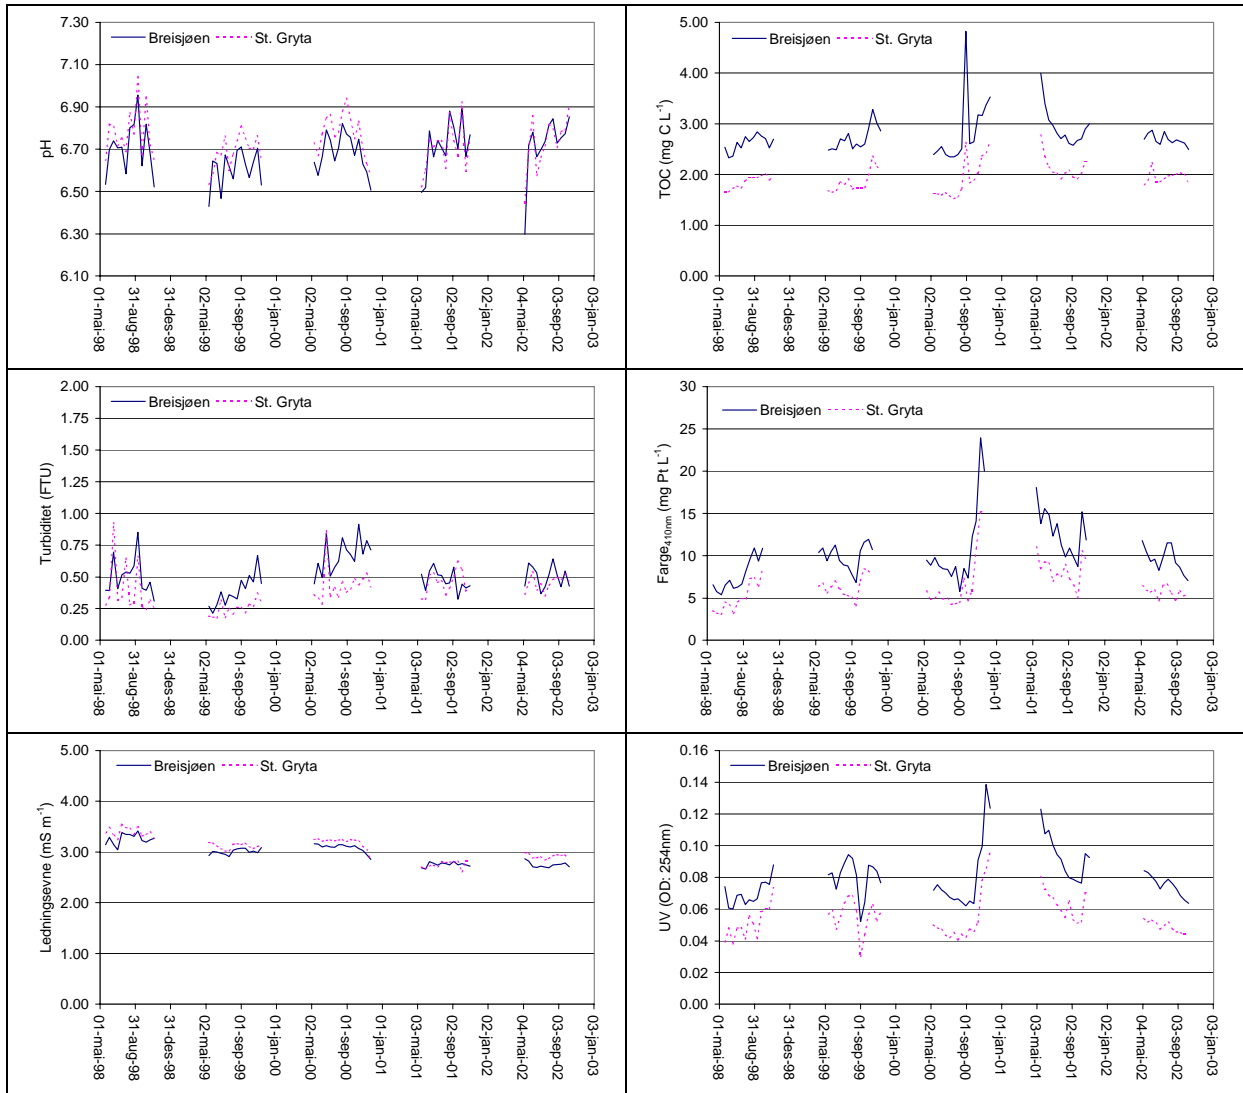 7.30
7.10
6.90
6.70
6.50
6.30
6.10
pH
Breisjøen
St. Gryta
01-mai-98
31-aug-98
31-des-98
02-mai-99
01-sep-99
01-jan-00
02-mai-00
01-sep-00
01-jan-01
03-mai-01
02-sep-01
02-jan-02
04-mai-02
03-sep-02
03-jan-03
5.00
4.00
3.00
2.00
1.00
0.00
TOC (mg C L-1)
Breisjøen
St. Gryta
01-mai-98
31-aug-98
31-des-98
02-mai-99
01-sep-99
01-jan-00
02-mai-00
01-sep-00
01-jan-01
03-mai-01
02-sep-01
02-jan-02
04-mai-02
03-sep-02
03-jan-03
2.00
1.75
1.50
1.25
1.00
0.75
0.50
0.25
0.00
Turbiditet (FTU)
Breisjøen
St. Gryta
01-mai-98
31-aug-98
31-des-98
02-mai-99
01-sep-99
01-jan-00
02-mai-00
01-sep-00
01-jan-01
03-mai-01
02-sep-01
02-jan-02
04-mai-02
03-sep-02
03-jan-03
30
25
20
15
10
5
0
Farge410nm (mg Pt L-1)
Breisjøen
St. Gryta
01-mai-98
31-aug-98
31-des-98
02-mai-99
01-sep-99
01-jan-00
02-mai-00
01-sep-00
01-jan-01
03-mai-01
02-sep-01
02-jan-02
04-mai-02
03-sep-02
03-jan-03
5.00
4.00
3.00
2.00
1.00
0.00
Ledningsevne (mS m-1)
Breisjøen
St. Gryta
01-mai-98
31-aug-98
31-des-98
02-mai-99
01-sep-99
01-jan-00
02-mai-00
01-sep-00
01-jan-01
03-mai-01
02-sep-01
02-jan-02
04-mai-02
03-sep-02
03-jan-03
0.16
0.14
0.12
0.10
0.08
0.06
0.04
0.02
0.00
UV (OD: 254nm)
Breisjøen
St. Gryta
01-mai-98
31-aug-98
31-des-98
02-mai-99
01-sep-99
01-jan-00
02-mai-00
01-sep-00
01-jan-01
03-mai-01
02-sep-01
02-jan-02
04-mai-02
03-sep-02
03-jan-03